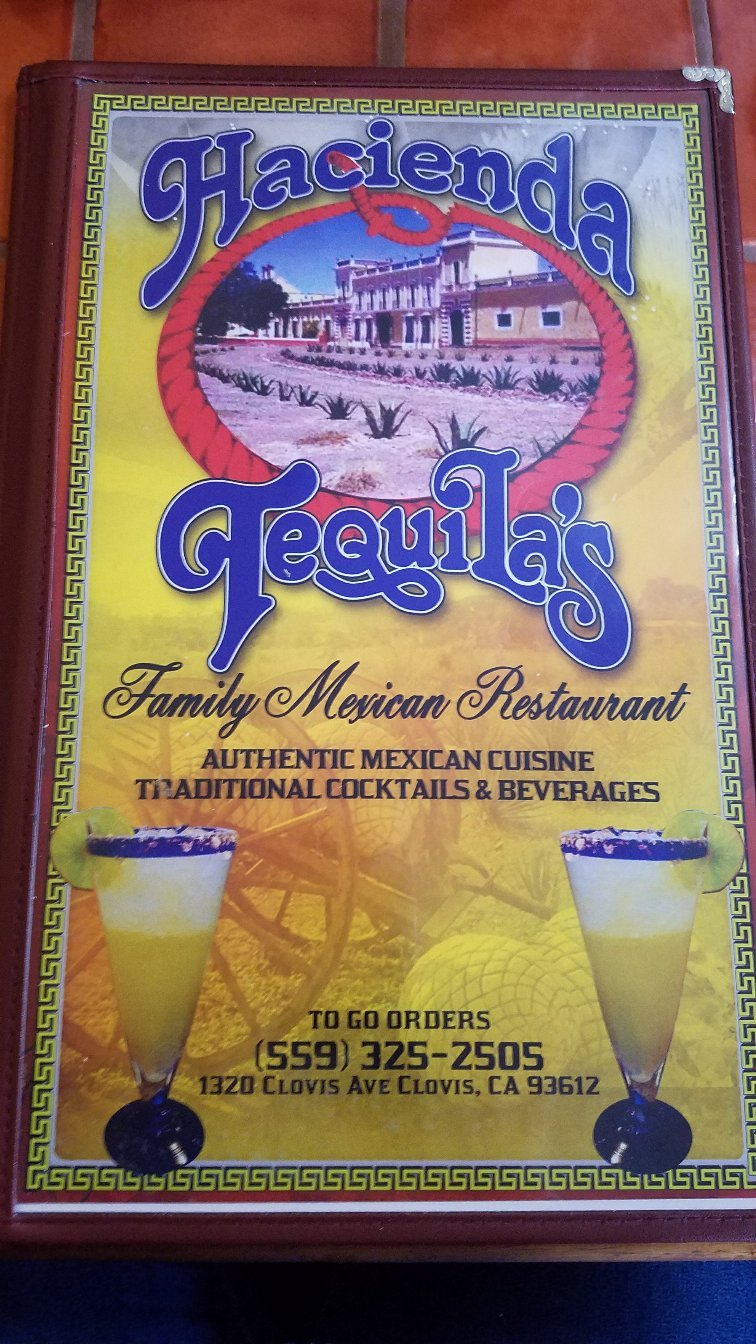 Hacienda
TequiLa's
Family Mexican Restaurant
AUTHENTIC MEXICAN CUISINE
TRADITIONAL COCKTAILS & BEVERAGES
TO GO ORDERS
(559) 325-2505
1320 CLOVIS AVE CLOVIS, CA 93612